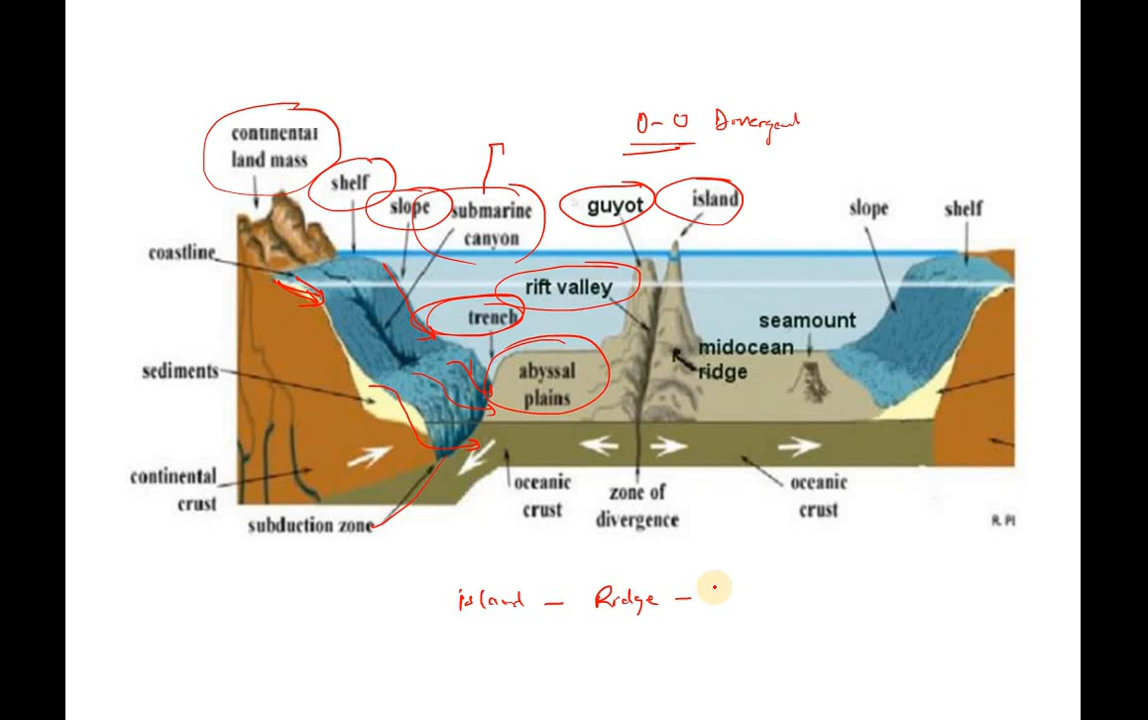 continental
land mass
shelf
slope
submarine
canyon
O-O Divergent
guyot
island
slope
shelf
coastline
rift valley
trench
seamount
midocean
ridge
sediments
abyssal
plains
continental
crust
subduction zone
oceanic
crust
zone of
divergence
oceanic
crust
island - Ridge -